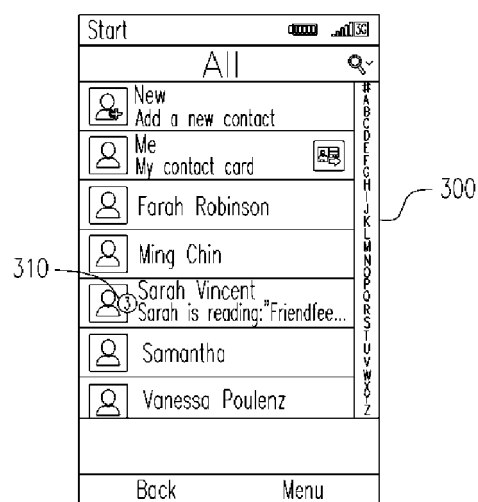 Start 3G
All
New
Add a new contact
Me
My contact card
Farah Robinson
Ming Chin
3 Sarah Vincent
Sarah is reading:"Friendfee...
Samantha
Vanessa Poulenz
Back Menu
#
A
B
C
D
E
F
G
H
I
J
K
L
M
N
O
P
Q
R
S
T
U
V
W
X
Y
Z
300
310